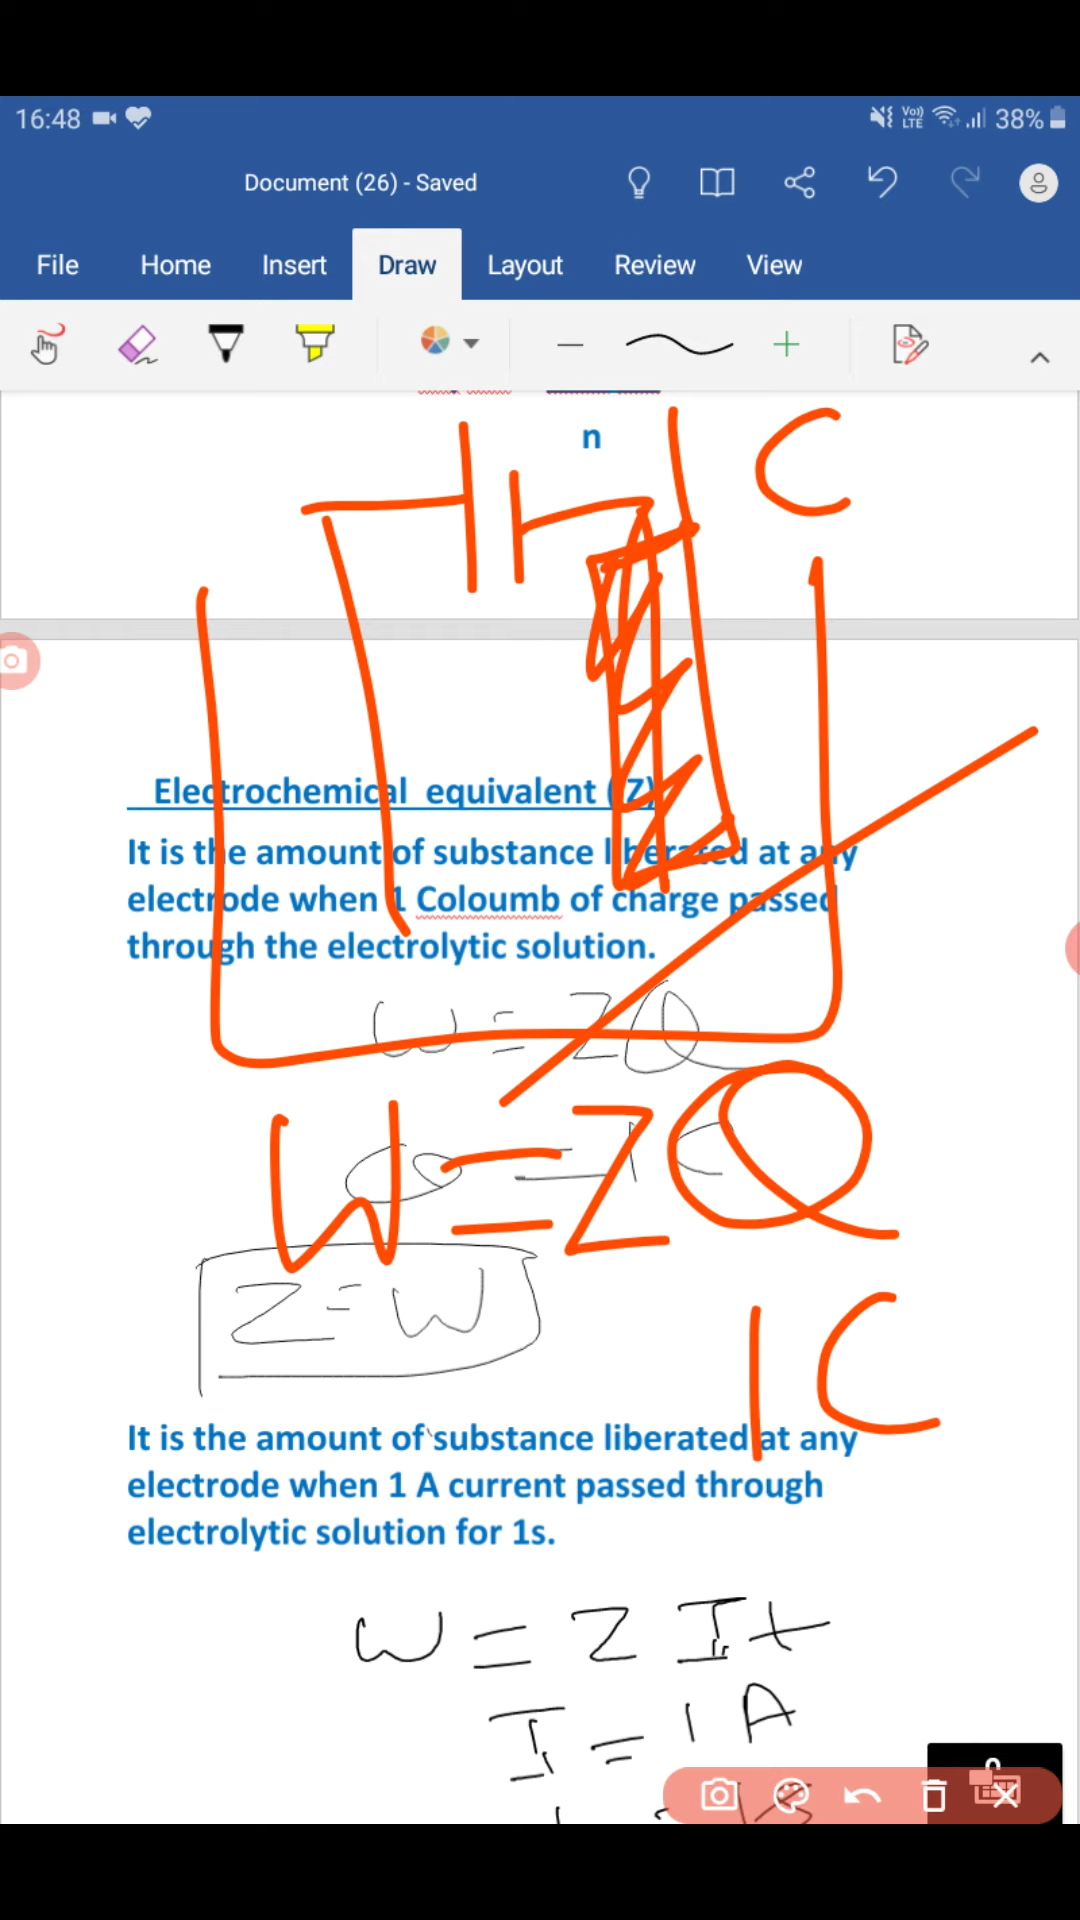 16:48 Vo)) LTE 38%
Document (26) - Saved
File Home Insert Draw Layout Review View
n
1 C
Electrochemical equivalent (Z)
It is the amount of substance liberated at any
electrode when 1 Coloumb of charge passed
through the electrolytic solution.
W = ZQ
W = ZQ
Z = W
1C
It is the amount of substance liberated at any
electrode when 1 A current passed through
electrolytic solution for 1s.
W = Z I t
I = 1 A